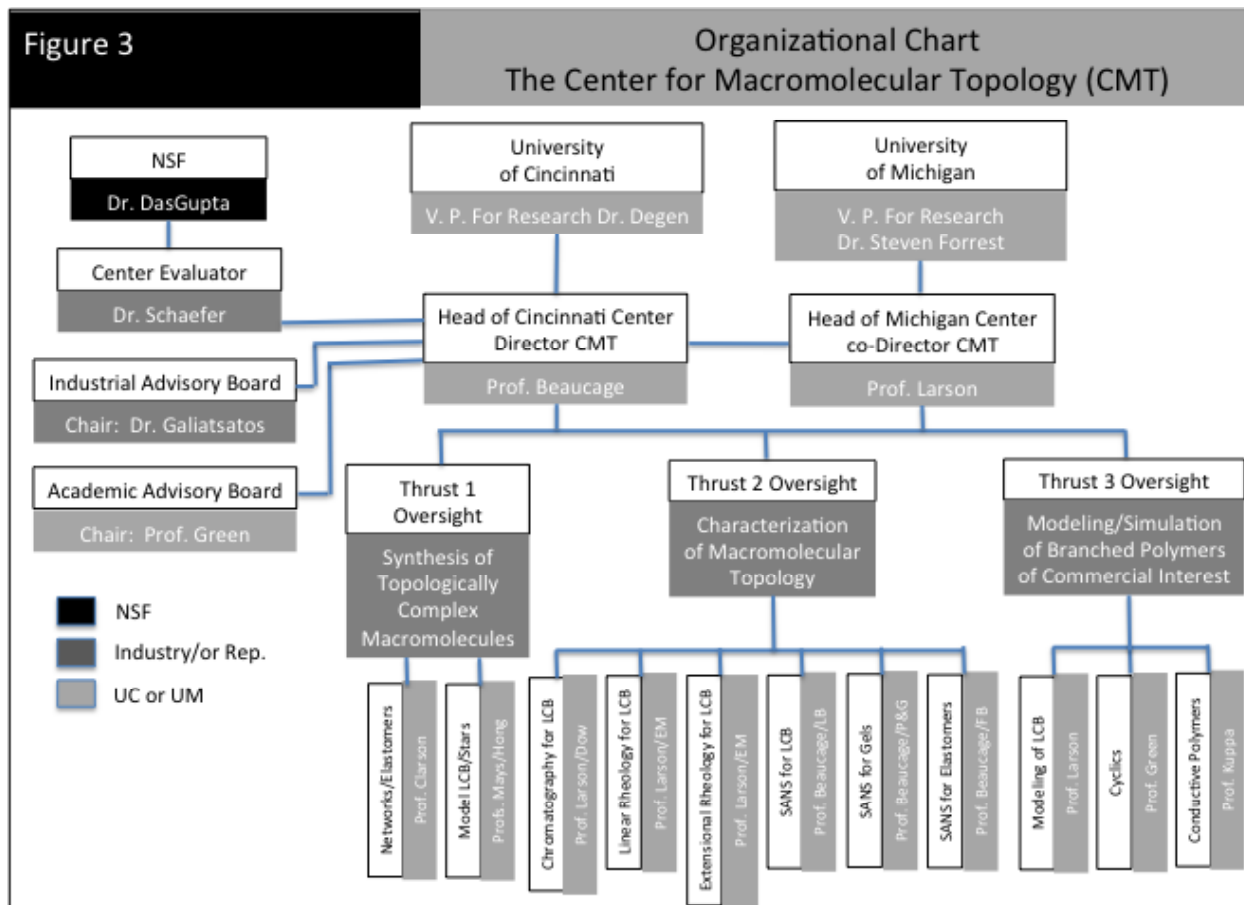 Figure 3
Organizational Chart
The Center for Macromolecular Topology (CMT)
NSF
Dr. DasGupta
University
of Cincinnati
V. P. For Research Dr. Degen
University
of Michigan
V. P. For Research
Dr. Steven Forrest
Center Evaluator
Dr. Schaefer
Head of Cincinnati Center
Director CMT
Prof. Beaucage
Head of Michigan Center
co-Director CMT
Prof. Larson
Industrial Advisory Board
Chair: Dr. Galiatsatos
Academic Advisory Board
Chair: Prof. Green
Thrust 1
Oversight
Synthesis of
Topologically
Complex
Macromolecules
Thrust 2 Oversight
Characterization
of Macromolecular
Topology
Thrust 3 Oversight
Modeling/Simulation
of Branched Polymers
of Commercial Interest
NSF
Industry/or Rep.
UC or UM
Networks/Elastomers
Prof. Clarson
Model LCB/Stars
Profs. Mays/Hong
Chromatography for LCB
Prof. Larson/Dow
Linear Rheology for LCB
Prof. Larson/EM
Extensional Rheology for LCB
Prof. Larson/EM
SANS for LCB
Prof. Beaucage/LB
SANS for Gels
Prof. Beaucage/P&G
SANS for Elastomers
Prof. Beaucage/FB
Modeling of LCB
Prof. Larson
Cyclics
Prof. Green
Conductive Polymers
Prof. Kuppa